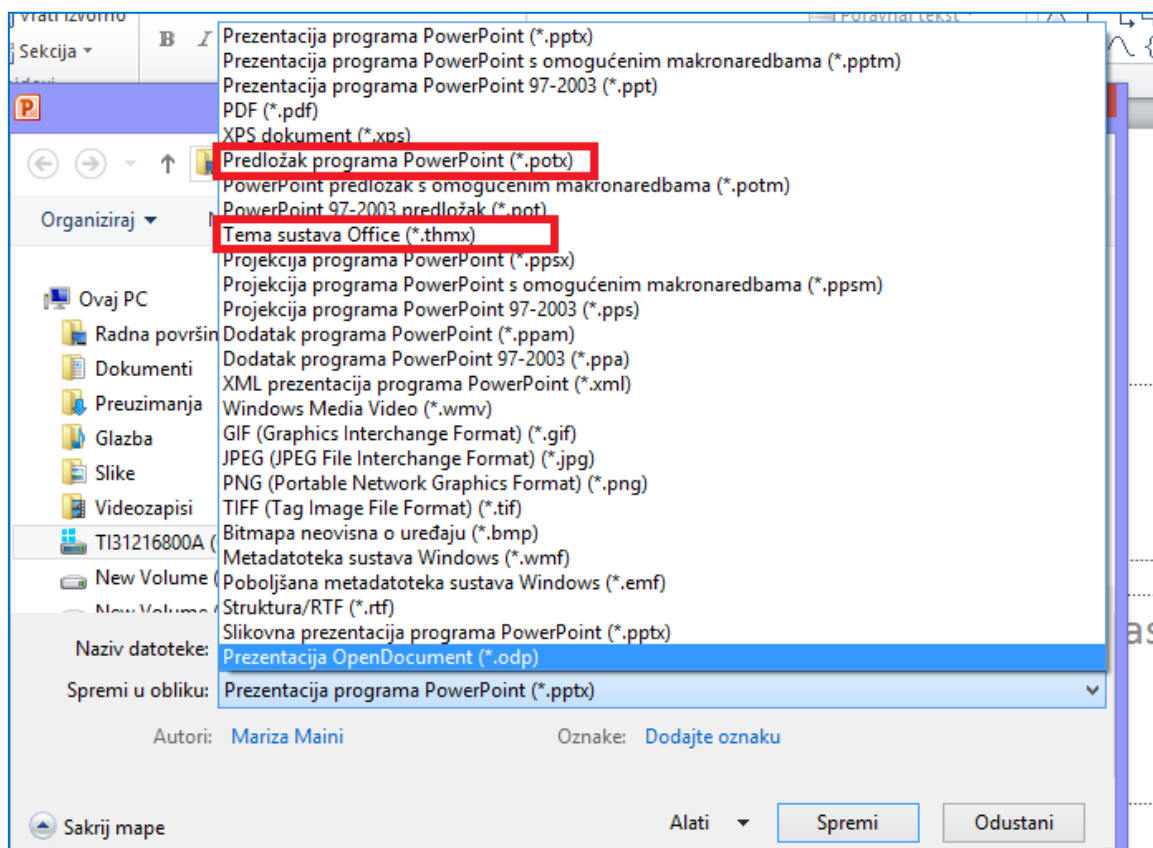 Vrati izvorno
Poravnaj tekst
Sekcija
B I
Prezentacija programa PowerPoint (*.pptx)
Prezentacija programa PowerPoint s omogućenim makronaredbama (*.pptm)
Prezentacija programa PowerPoint 97-2003 (*.ppt)
PDF (*.pdf)
XPS dokument (*.xps)
Predložak programa PowerPoint (*.potx)
PowerPoint predložak s omogućenim makronaredbama (*.potm)
PowerPoint 97-2003 predložak (*.pot)
Tema sustava Office (*.thmx)
Projekcija programa PowerPoint (*.ppsx)
Projekcija programa PowerPoint s omogućenim makronaredbama (*.ppsm)
Projekcija programa PowerPoint 97-2003 (*.pps)
Dodatak programa PowerPoint (*.ppam)
Dodatak programa PowerPoint 97-2003 (*.ppa)
XML prezentacija programa PowerPoint (*.xml)
Windows Media Video (*.wmv)
GIF (Graphics Interchange Format) (*.gif)
JPEG (JPEG File Interchange Format) (*.jpg)
PNG (Portable Network Graphics Format) (*.png)
TIFF (Tag Image File Format) (*.tif)
Bitmapa neovisna o uređaju (*.bmp)
Metadatoteka sustava Windows (*.wmf)
Poboljšana metadatoteka sustava Windows (*.emf)
Struktura/RTF (*.rtf)
Slikovna prezentacija programa PowerPoint (*.pptx)
Prezentacija OpenDocument (*.odp)
Organiziraj
Ovaj PC
Radna površin
Dokumenti
Preuzimanja
Glazba
Slike
Videozapisi
TI31216800A (
New Volume (
New Volume (
Naziv datoteke:
Spremi u obliku: Prezentacija programa PowerPoint (*.pptx)
Autori: Mariza Maini Oznake: Dodajte oznaku
Sakrij mape Alati Spremi Odustani